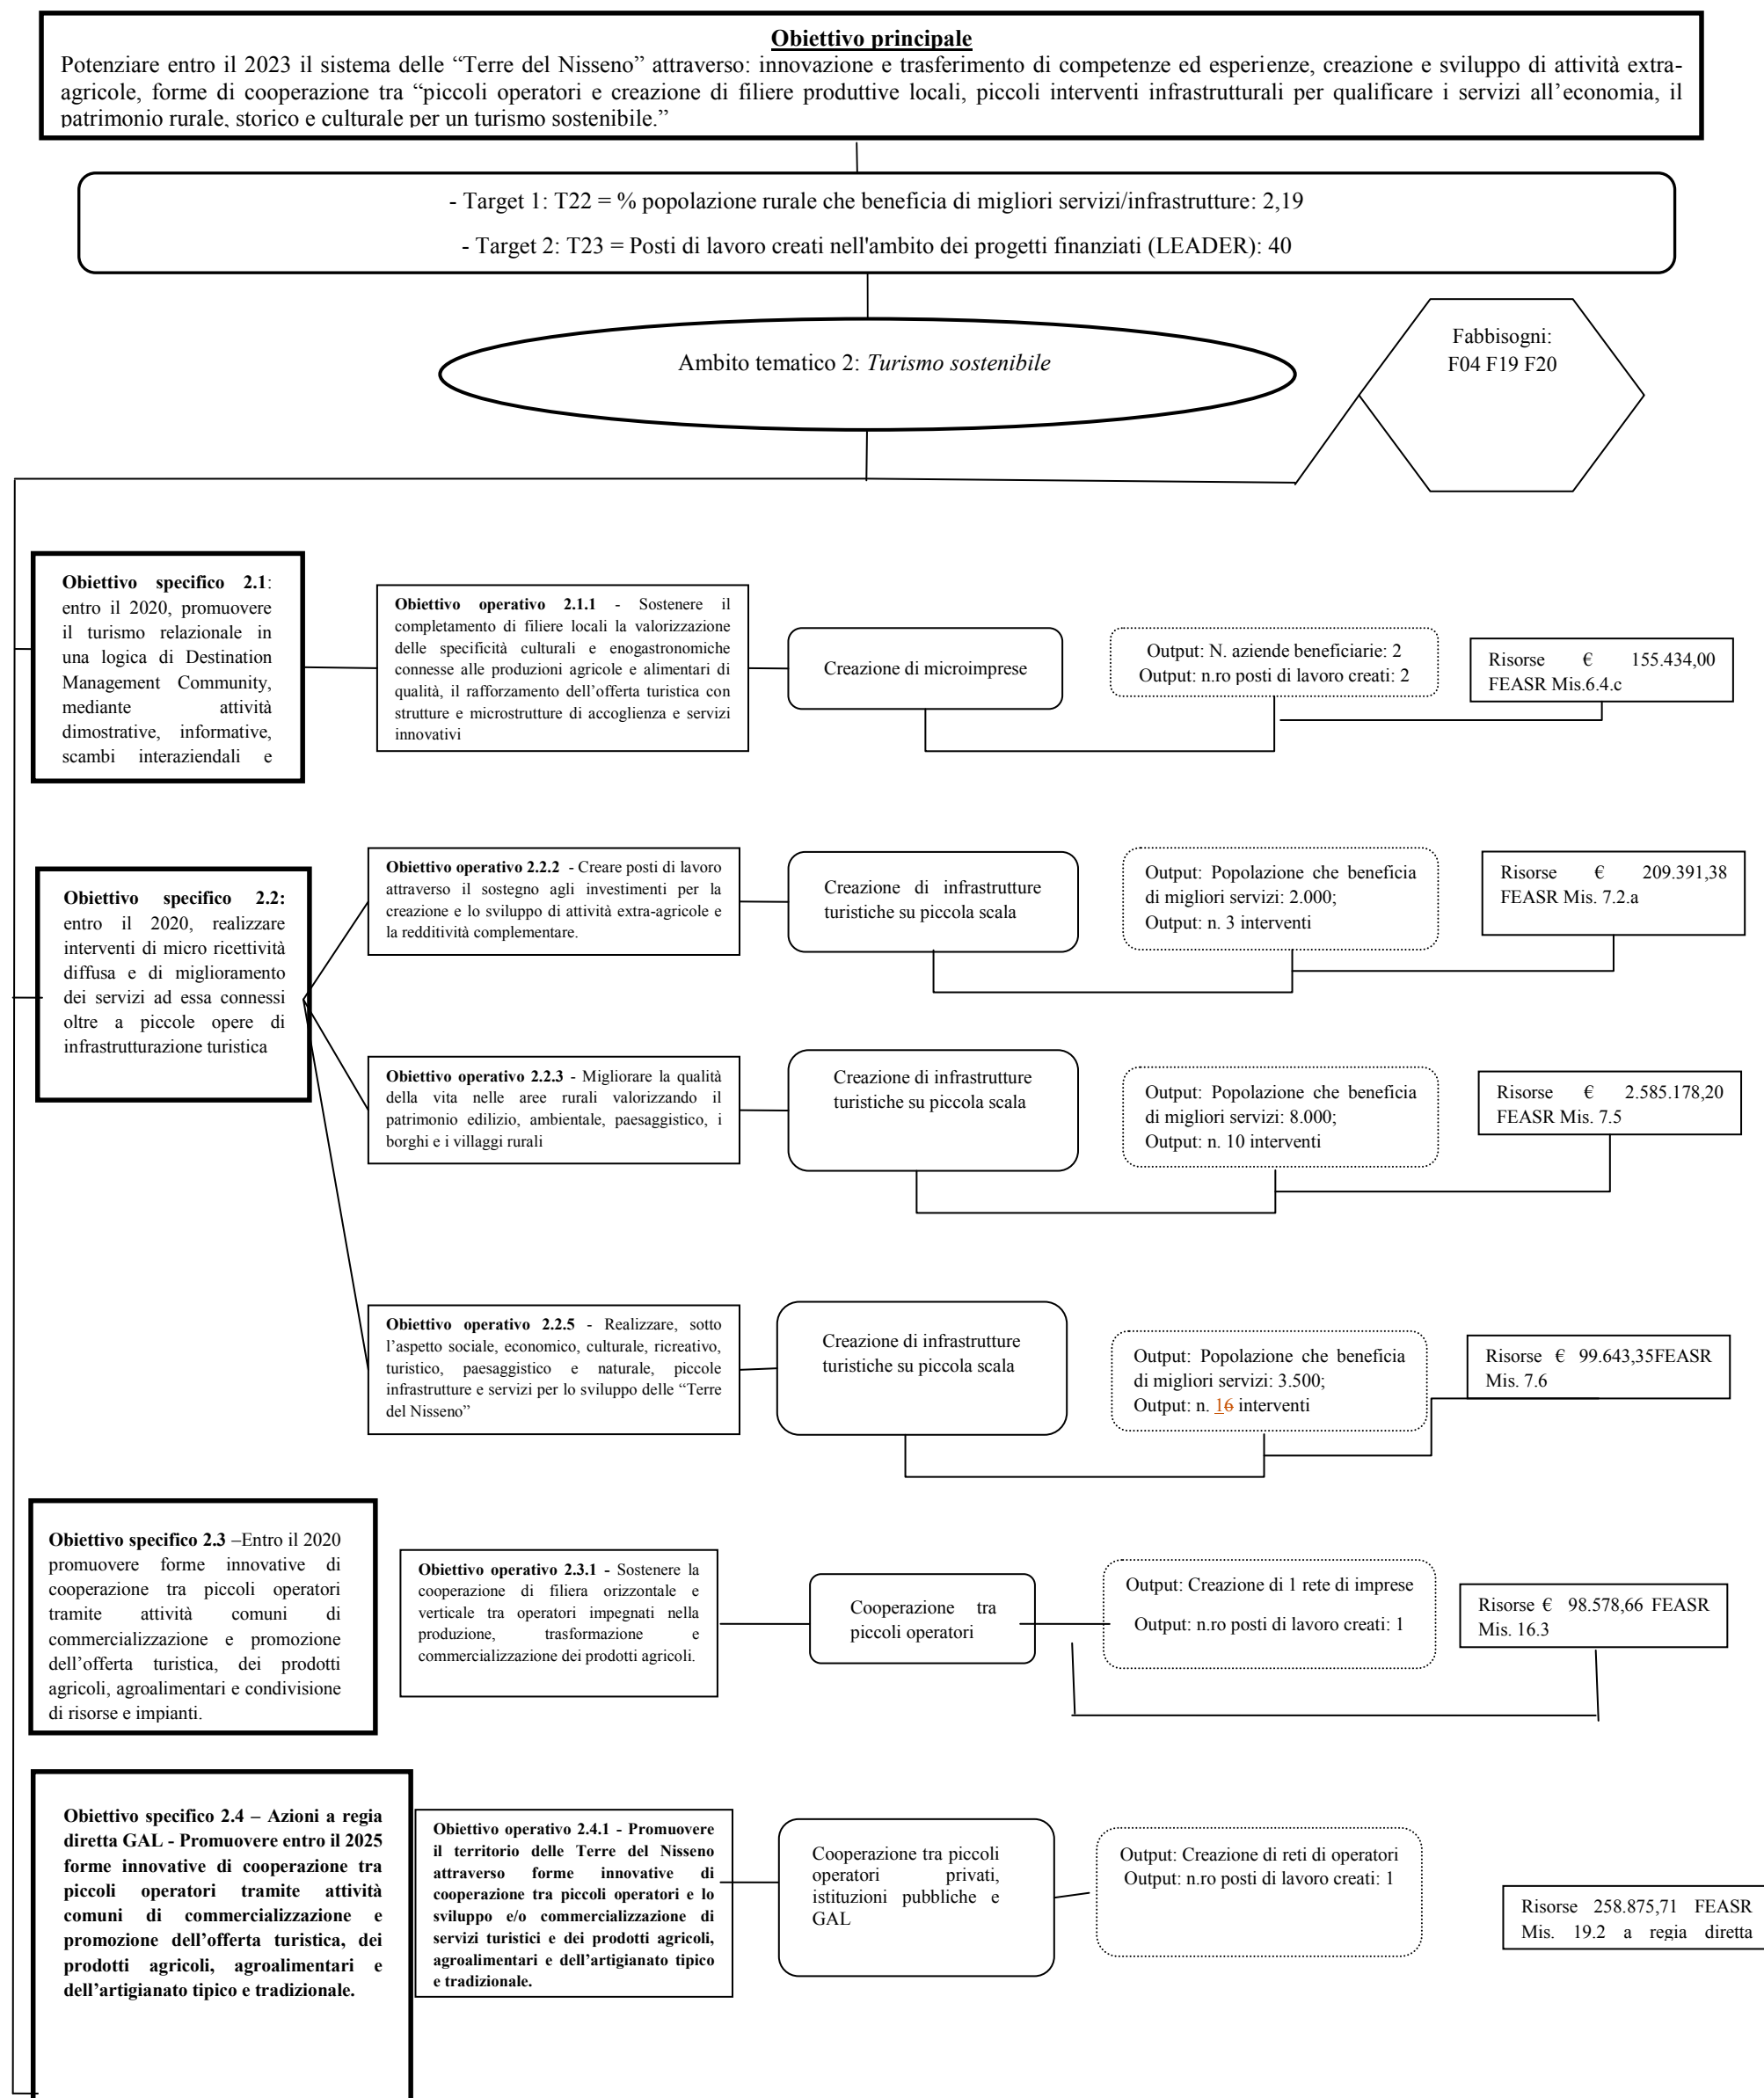 Obiettivo principale
Potenziare entro il 2023 il sistema delle “Terre del Nisseno” attraverso: innovazione e trasferimento di competenze ed esperienze, creazione e sviluppo di attività extra-
agricole, forme di cooperazione tra “piccoli operatori e creazione di filiere produttive locali, piccoli interventi infrastrutturali per qualificare i servizi all’economia, il
patrimonio rurale, storico e culturale per un turismo sostenibile.”
- Target 1: T22 = % popolazione rurale che beneficia di migliori servizi/infrastrutture: 2,19
- Target 2: T23 = Posti di lavoro creati nell'ambito dei progetti finanziati (LEADER): 40
Ambito tematico 2: Turismo sostenibile
Fabbisogni:
F04 F19 F20
Obiettivo specifico 2.1:
entro il 2020, promuovere
il turismo relazionale in
una logica di Destination
Management Community,
mediante attività
dimostrative, informative,
scambi interaziendali e
Obiettivo operativo 2.1.1 - Sostenere il
completamento di filiere locali la valorizzazione
delle specificità culturali e enogastronomiche
connesse alle produzioni agricole e alimentari di
qualità, il rafforzamento dell’offerta turistica con
strutture e microstrutture di accoglienza e servizi
innovativi
Creazione di microimprese
Output: N. aziende beneficiarie: 2
Output: n.ro posti di lavoro creati: 2
Risorse € 155.434,00
FEASR Mis.6.4.c
Obiettivo specifico 2.2:
entro il 2020, realizzare
interventi di micro ricettività
diffusa e di miglioramento
dei servizi ad essa connessi
oltre a piccole opere di
infrastrutturazione turistica
Obiettivo operativo 2.2.2 - Creare posti di lavoro
attraverso il sostegno agli investimenti per la
creazione e lo sviluppo di attività extra-agricole e
la redditività complementare.
Creazione di infrastrutture
turistiche su piccola scala
Output: Popolazione che beneficia
di migliori servizi: 2.000;
Output: n. 3 interventi
Risorse € 209.391,38
FEASR Mis. 7.2.a
Obiettivo operativo 2.2.3 - Migliorare la qualità
della vita nelle aree rurali valorizzando il
patrimonio edilizio, ambientale, paesaggistico, i
borghi e i villaggi rurali
Creazione di infrastrutture
turistiche su piccola scala
Output: Popolazione che beneficia
di migliori servizi: 8.000;
Output: n. 10 interventi
Risorse € 2.585.178,20
FEASR Mis. 7.5
Obiettivo operativo 2.2.5 - Realizzare, sotto
l’aspetto sociale, economico, culturale, ricreativo,
turistico, paesaggistico e naturale, piccole
infrastrutture e servizi per lo sviluppo delle “Terre
del Nisseno”
Creazione di infrastrutture
turistiche su piccola scala
Output: Popolazione che beneficia
di migliori servizi: 3.500;
Output: n. 16 interventi
Risorse € 99.643,35FEASR
Mis. 7.6
Obiettivo specifico 2.3 –Entro il 2020
promuovere forme innovative di
cooperazione tra piccoli operatori
tramite attività comuni di
commercializzazione e promozione
dell’offerta turistica, dei prodotti
agricoli, agroalimentari e condivisione
di risorse e impianti.
Obiettivo operativo 2.3.1 - Sostenere la
cooperazione di filiera orizzontale e
verticale tra operatori impegnati nella
produzione, trasformazione e
commercializzazione dei prodotti agricoli.
Cooperazione tra
piccoli operatori
Output: Creazione di 1 rete di imprese
Output: n.ro posti di lavoro creati: 1
Risorse € 98.578,66 FEASR
Mis. 16.3
Obiettivo specifico 2.4 – Azioni a regia
diretta GAL - Promuovere entro il 2025
forme innovative di cooperazione tra
piccoli operatori tramite attività
comuni di commercializzazione e
promozione dell’offerta turistica, dei
prodotti agricoli, agroalimentari e
dell’artigianato tipico e tradizionale.
Obiettivo operativo 2.4.1 - Promuovere
il territorio delle Terre del Nisseno
attraverso forme innovative di
cooperazione tra piccoli operatori e lo
sviluppo e/o commercializzazione di
servizi turistici e dei prodotti agricoli,
agroalimentari e dell’artigianato tipico
e tradizionale.
Cooperazione tra piccoli
operatori privati,
istituzioni pubbliche e
GAL
Output: Creazione di reti di operatori
Output: n.ro posti di lavoro creati: 1
Risorse 258.875,71 FEASR
Mis. 19.2 a regia diretta